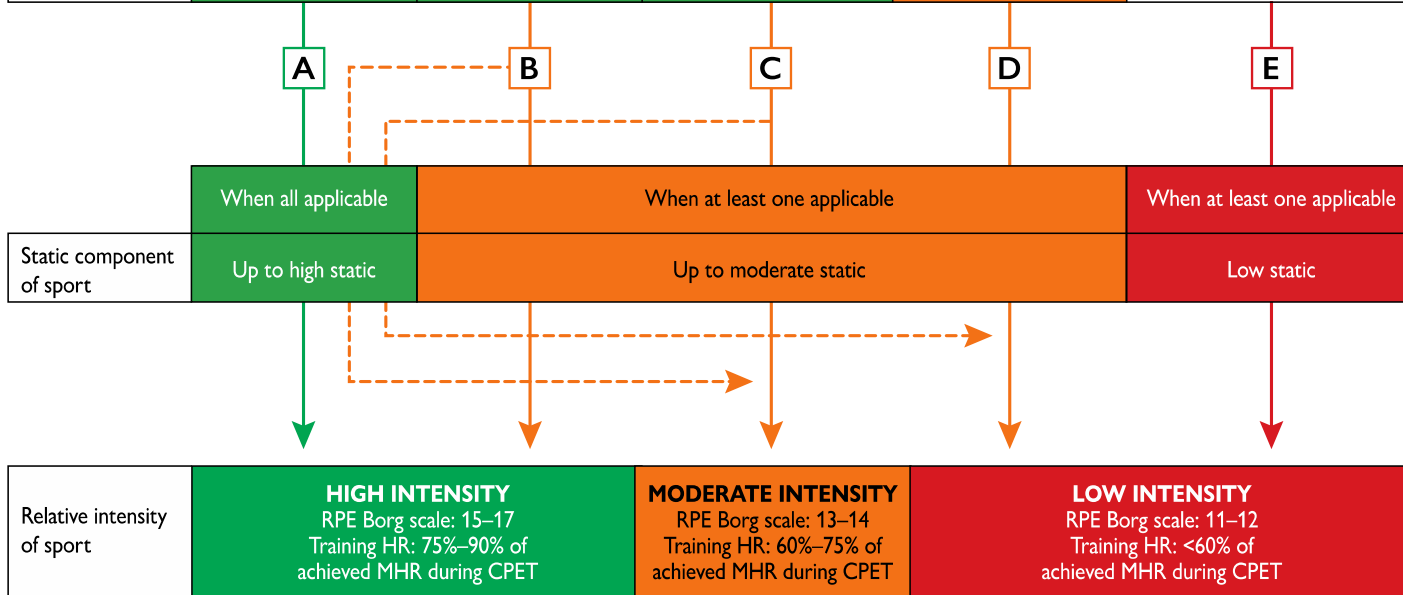 A
B
C
D
E
When all applicable
When at least one applicable
When at least one applicable
Static component
of sport
Up to high static
Up to moderate static
Low static
Relative intensity
of sport
HIGH INTENSITY
RPE Borg scale: 15–17
Training HR: 75%–90% of
achieved MHR during CPET
MODERATE INTENSITY
RPE Borg scale: 13–14
Training HR: 60%–75% of
achieved MHR during CPET
LOW INTENSITY
RPE Borg scale: 11–12
Training HR: <60% of
achieved MHR during CPET